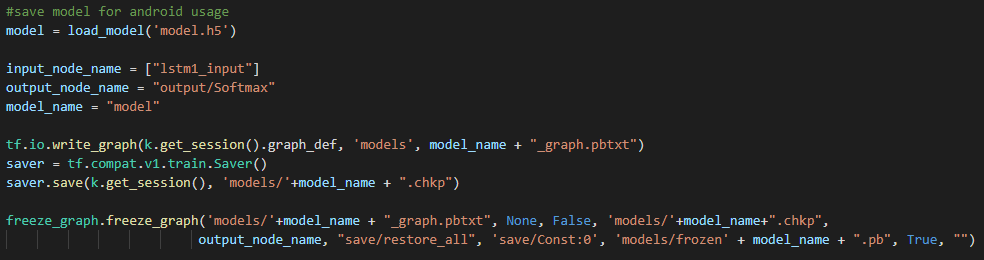 #save model for android usage
model = load_model('model.h5')
input_node_name = ["lstm1_input"]
output_node_name = "output/Softmax"
model_name = "model"
tf.io.write_graph(k.get_session().graph_def, 'models', model_name + "_graph.pbtxt")
saver = tf.compat.v1.train.Saver()
saver.save(k.get_session(), 'models/'+model_name + ".chkp")
freeze_graph.freeze_graph('models/'+model_name + "_graph.pbtxt", None, False, 'models/'+model_name+".chkp",
output_node_name, "save/restore_all", 'save/Const:0', 'models/frozen' + model_name + ".pb", True, "")